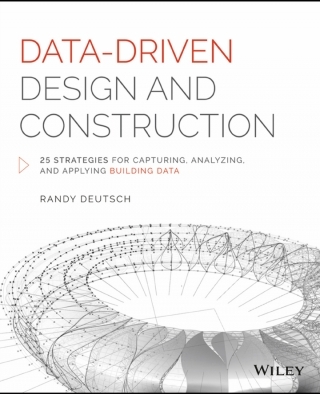 DATA-DRIVEN
DESIGN AND
CONSTRUCTION
25 STRATEGIES FOR CAPTURING, ANALYZING,
AND APPLYING BUILDING DATA
RANDY DEUTSCH
WILEY